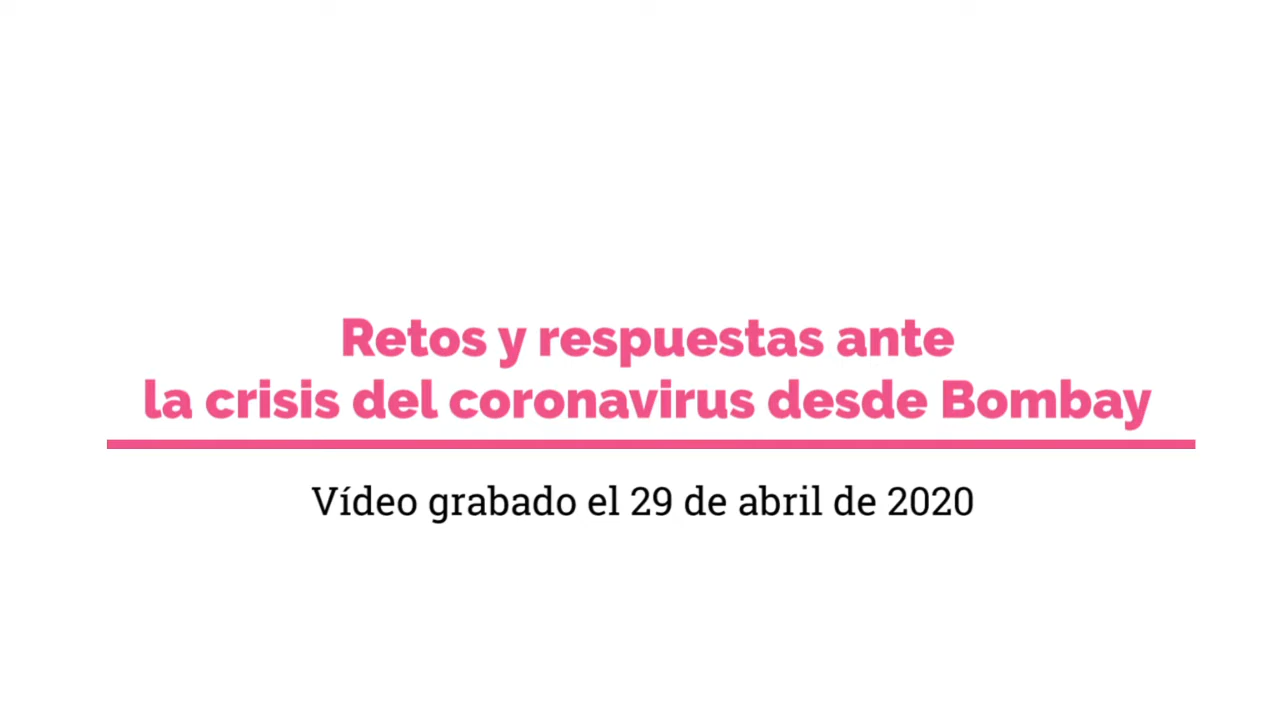 Retos y respuestas ante
la crisis del coronavirus desde Bombay
Vídeo grabado el 29 de abril de 2020